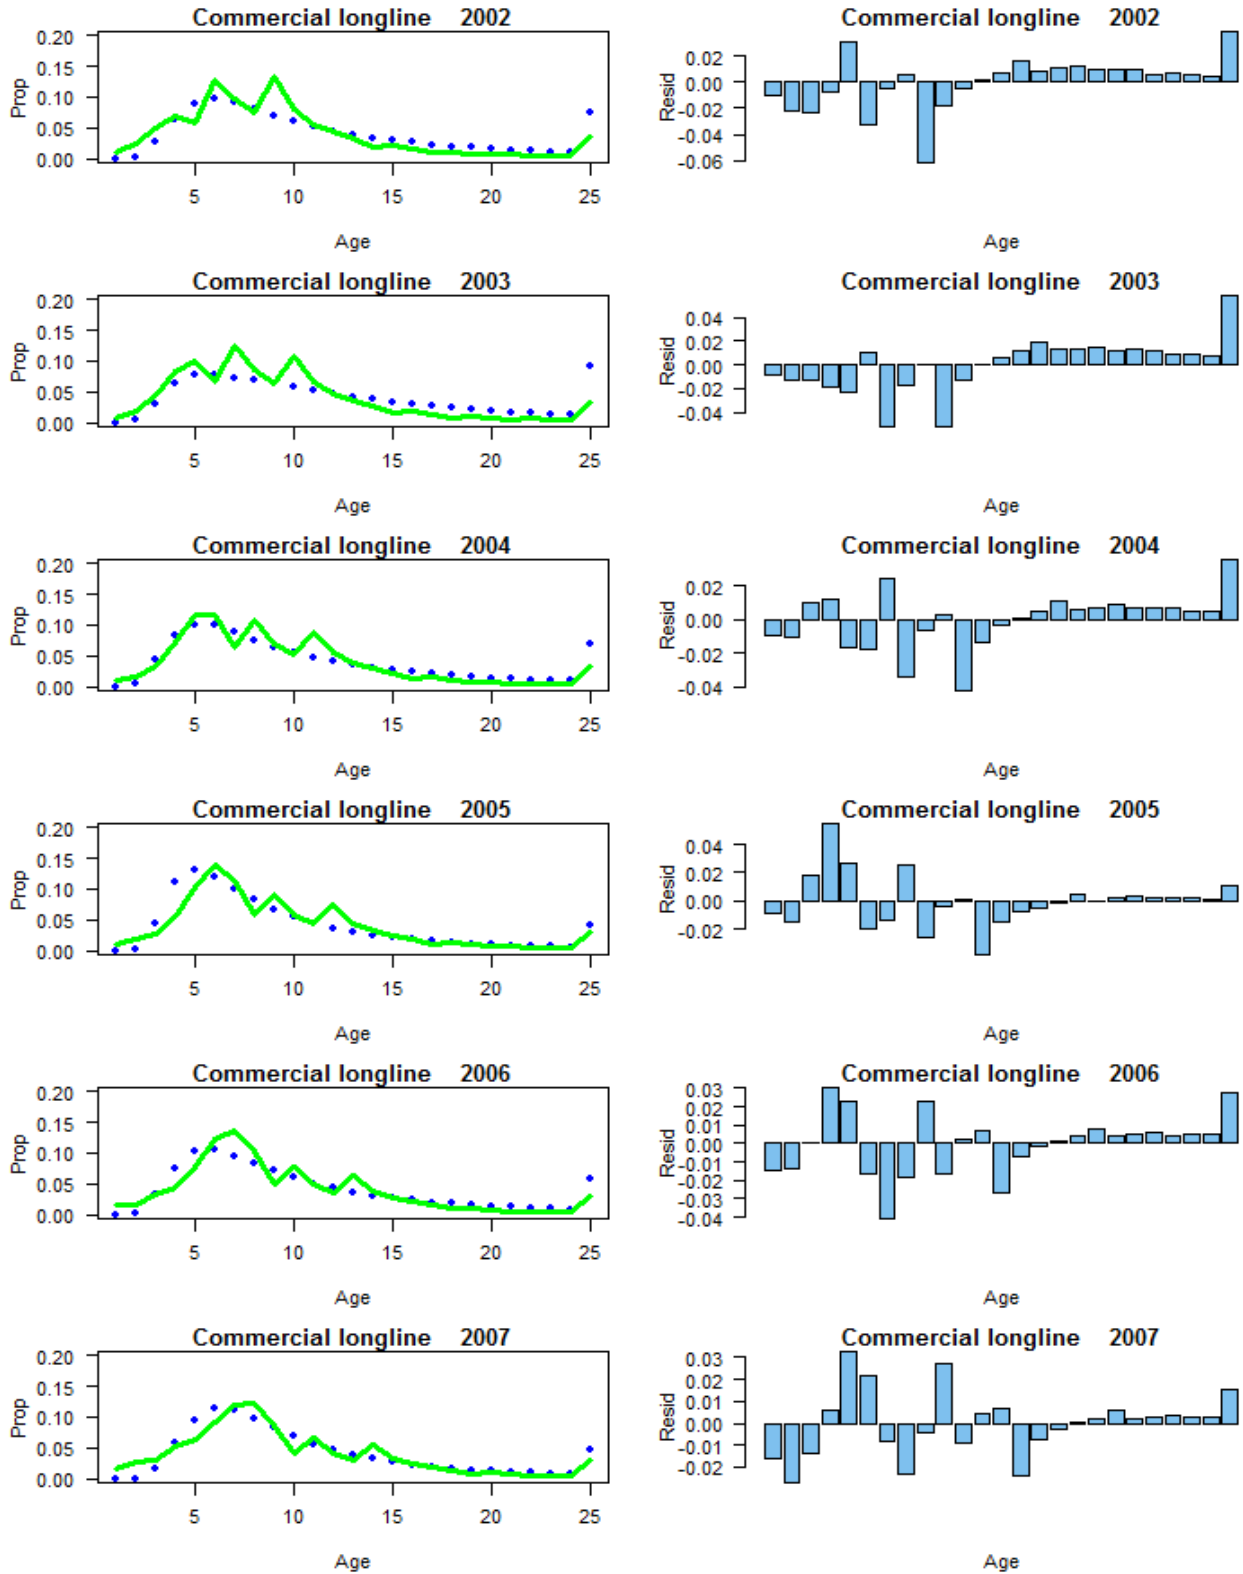 Commercial longline 2002
Prop
0.20
0.15
0.10
0.05
0.00
5 10 15 20 25
Age
Commercial longline 2002
Resid
0.02
0.00
-0.02
-0.04
-0.06
Age
Commercial longline 2003
Prop
0.20
0.15
0.10
0.05
0.00
5 10 15 20 25
Age
Commercial longline 2003
Resid
0.04
0.02
0.00
-0.02
-0.04
Age
Commercial longline 2004
Prop
0.20
0.15
0.10
0.05
0.00
5 10 15 20 25
Age
Commercial longline 2004
Resid
0.02
0.00
-0.02
-0.04
Age
Commercial longline 2005
Prop
0.20
0.15
0.10
0.05
0.00
5 10 15 20 25
Age
Commercial longline 2005
Resid
0.04
0.02
0.00
-0.02
Age
Commercial longline 2006
Prop
0.20
0.15
0.10
0.05
0.00
5 10 15 20 25
Age
Commercial longline 2006
Resid
0.03
0.02
0.01
0.00
-0.01
-0.02
-0.03
-0.04
Age
Commercial longline 2007
Prop
0.20
0.15
0.10
0.05
0.00
5 10 15 20 25
Age
Commercial longline 2007
Resid
0.03
0.02
0.01
0.00
-0.01
-0.02
Age